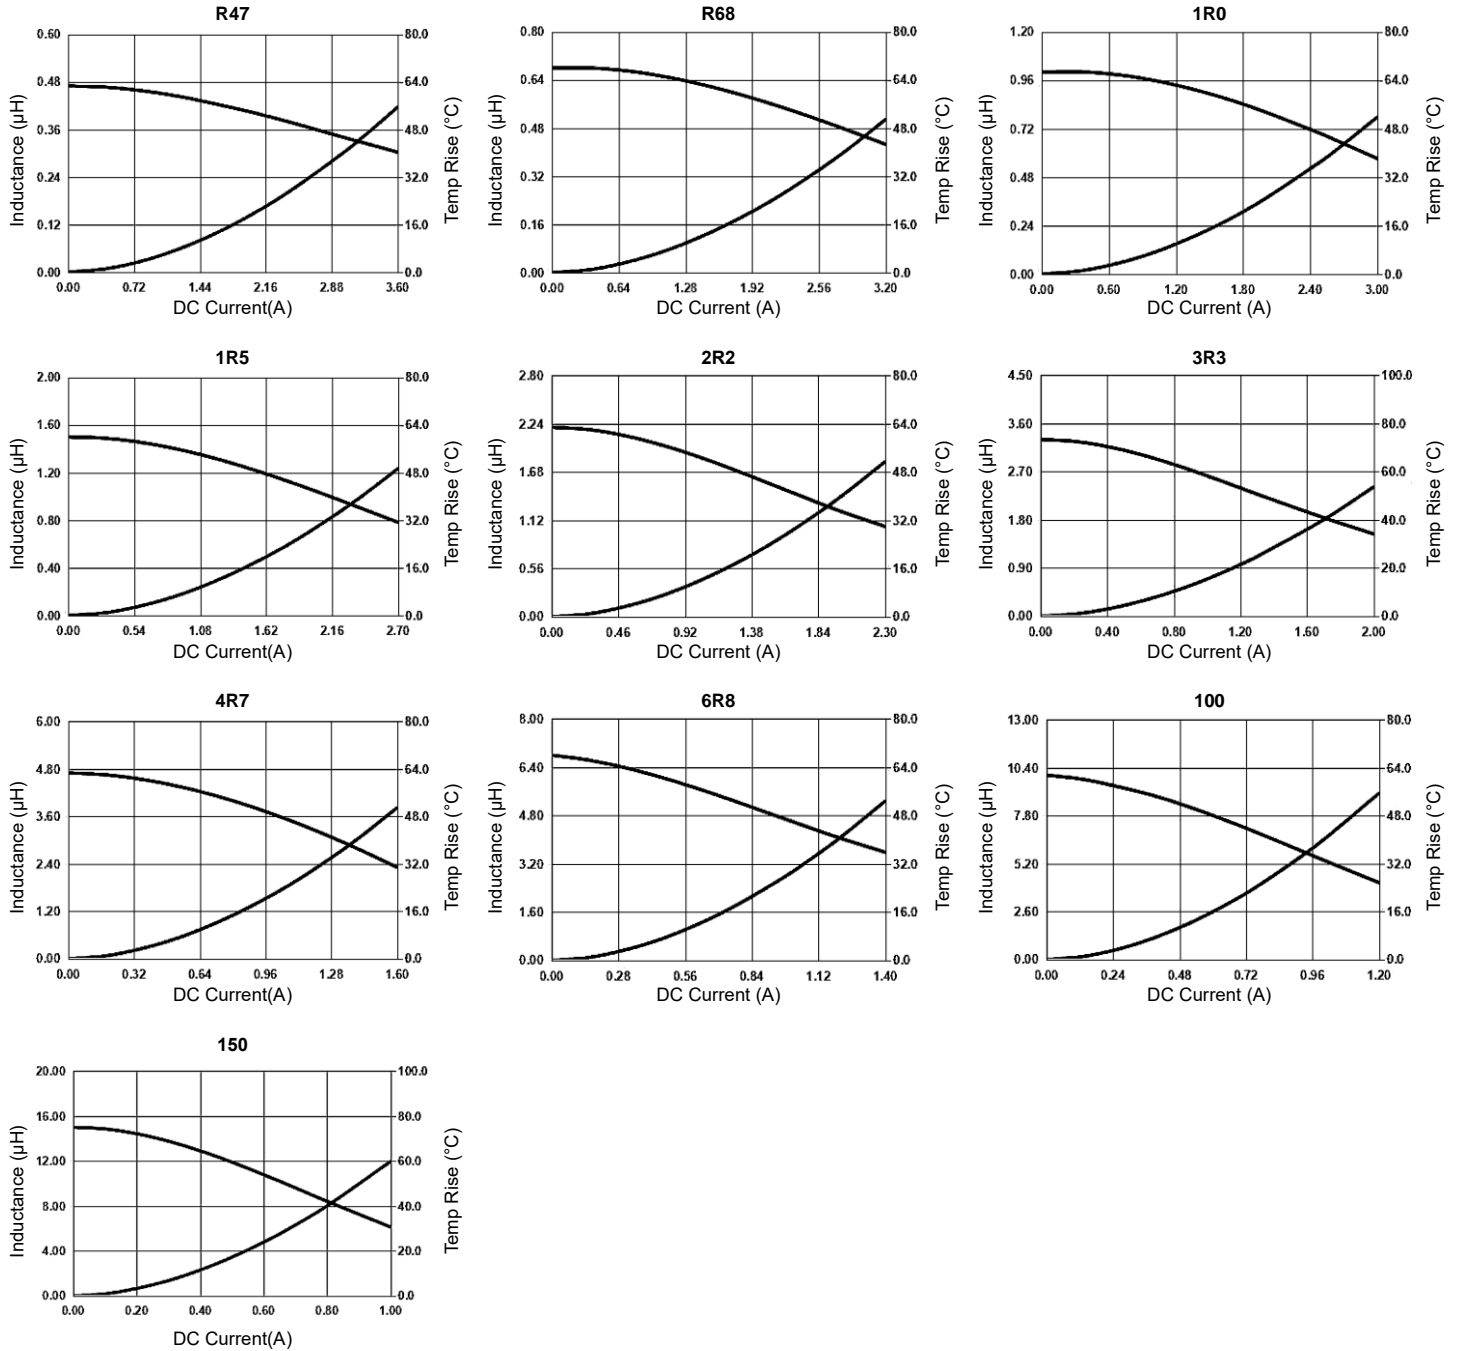 R47
0.60
0.48
0.36
0.24
0.12
0.00
80.0
64.0
48.0
32.0
16.0
0.0
0.00 0.72 1.44 2.16 2.88 3.60
Inductance (µH)
Temp Rise (°C)
DC Current(A)
R68
0.80
0.64
0.48
0.32
0.16
0.00
80.0
64.0
48.0
32.0
16.0
0.0
0.00 0.64 1.28 1.92 2.56 3.20
Inductance (µH)
Temp Rise (°C)
DC Current (A)
1R0
1.20
0.96
0.72
0.48
0.24
0.00
80.0
64.0
48.0
32.0
16.0
0.0
0.00 0.60 1.20 1.80 2.40 3.00
Inductance (µH)
Temp Rise (°C)
DC Current (A)
1R5
2.00
1.60
1.20
0.80
0.40
0.00
80.0
64.0
48.0
32.0
16.0
0.0
0.00 0.54 1.08 1.62 2.16 2.70
Inductance (µH)
Temp Rise (°C)
DC Current(A)
2R2
2.80
2.24
1.68
1.12
0.56
0.00
80.0
64.0
48.0
32.0
16.0
0.0
0.00 0.46 0.92 1.38 1.84 2.30
Inductance (µH)
Temp Rise (°C)
DC Current (A)
3R3
4.50
3.60
2.70
1.80
0.90
0.00
100.0
80.0
60.0
40.0
20.0
0.0
0.00 0.40 0.80 1.20 1.60 2.00
Inductance (µH)
Temp Rise (°C)
DC Current (A)
4R7
6.00
4.80
3.60
2.40
1.20
0.00
80.0
64.0
48.0
32.0
16.0
0.0
0.00 0.32 0.64 0.96 1.28 1.60
Inductance (µH)
Temp Rise (°C)
DC Current(A)
6R8
8.00
6.40
4.80
3.20
1.60
0.00
80.0
64.0
48.0
32.0
16.0
0.0
0.00 0.28 0.56 0.84 1.12 1.40
Inductance (µH)
Temp Rise (°C)
DC Current (A)
100
13.00
10.40
7.80
5.20
2.60
0.00
80.0
64.0
48.0
32.0
16.0
0.0
0.00 0.24 0.48 0.72 0.96 1.20
Inductance (µH)
Temp Rise (°C)
DC Current (A)
150
20.00
16.00
12.00
8.00
4.00
0.00
100.0
80.0
60.0
40.0
20.0
0.0
0.00 0.20 0.40 0.60 0.80 1.00
Inductance (µH)
Temp Rise (°C)
DC Current(A)